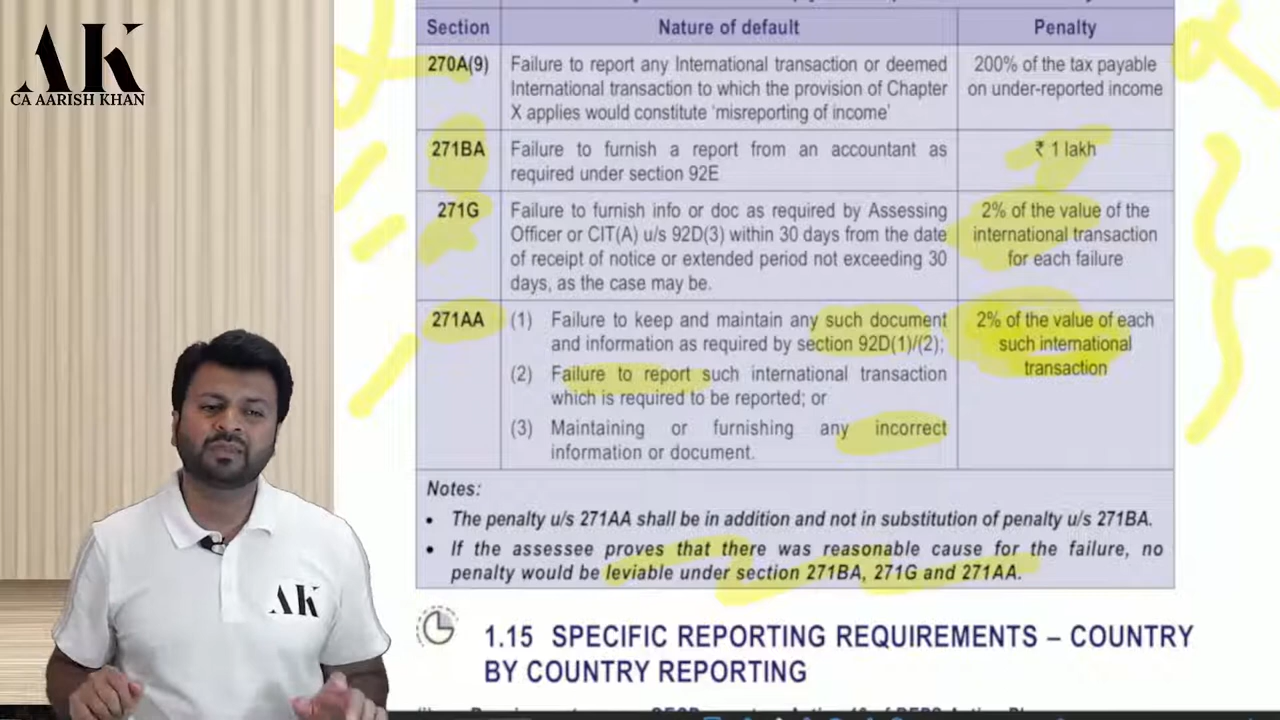 AK
CA AARISH KHAN
Section Nature of default Penalty
270A(9) Failure to report any International transaction or deemed 200% of the tax payable
International transaction to which the provision of Chapter on under-reported income
X applies would constitute 'misreporting of income'
271BA Failure to furnish a report from an accountant as ₹ 1 lakh
required under section 92E
271G Failure to furnish info or doc as required by Assessing 2% of the value of the
Officer or CIT(A) u/s 92D(3) within 30 days from the date international transaction
of receipt of notice or extended period not exceeding 30 for each failure
days, as the case may be.
271AA (1) Failure to keep and maintain any such document 2% of the value of each
and information as required by section 92D(1)/(2); such international
(2) Failure to report such international transaction transaction
which is required to be reported; or
(3) Maintaining or furnishing any incorrect
information or document.
Notes:
• The penalty u/s 271AA shall be in addition and not in substitution of penalty u/s 271BA.
• If the assessee proves that there was reasonable cause for the failure, no
penalty would be leviable under section 271BA, 271G and 271AA.
AK
1.15 SPECIFIC REPORTING REQUIREMENTS – COUNTRY
BY COUNTRY REPORTING